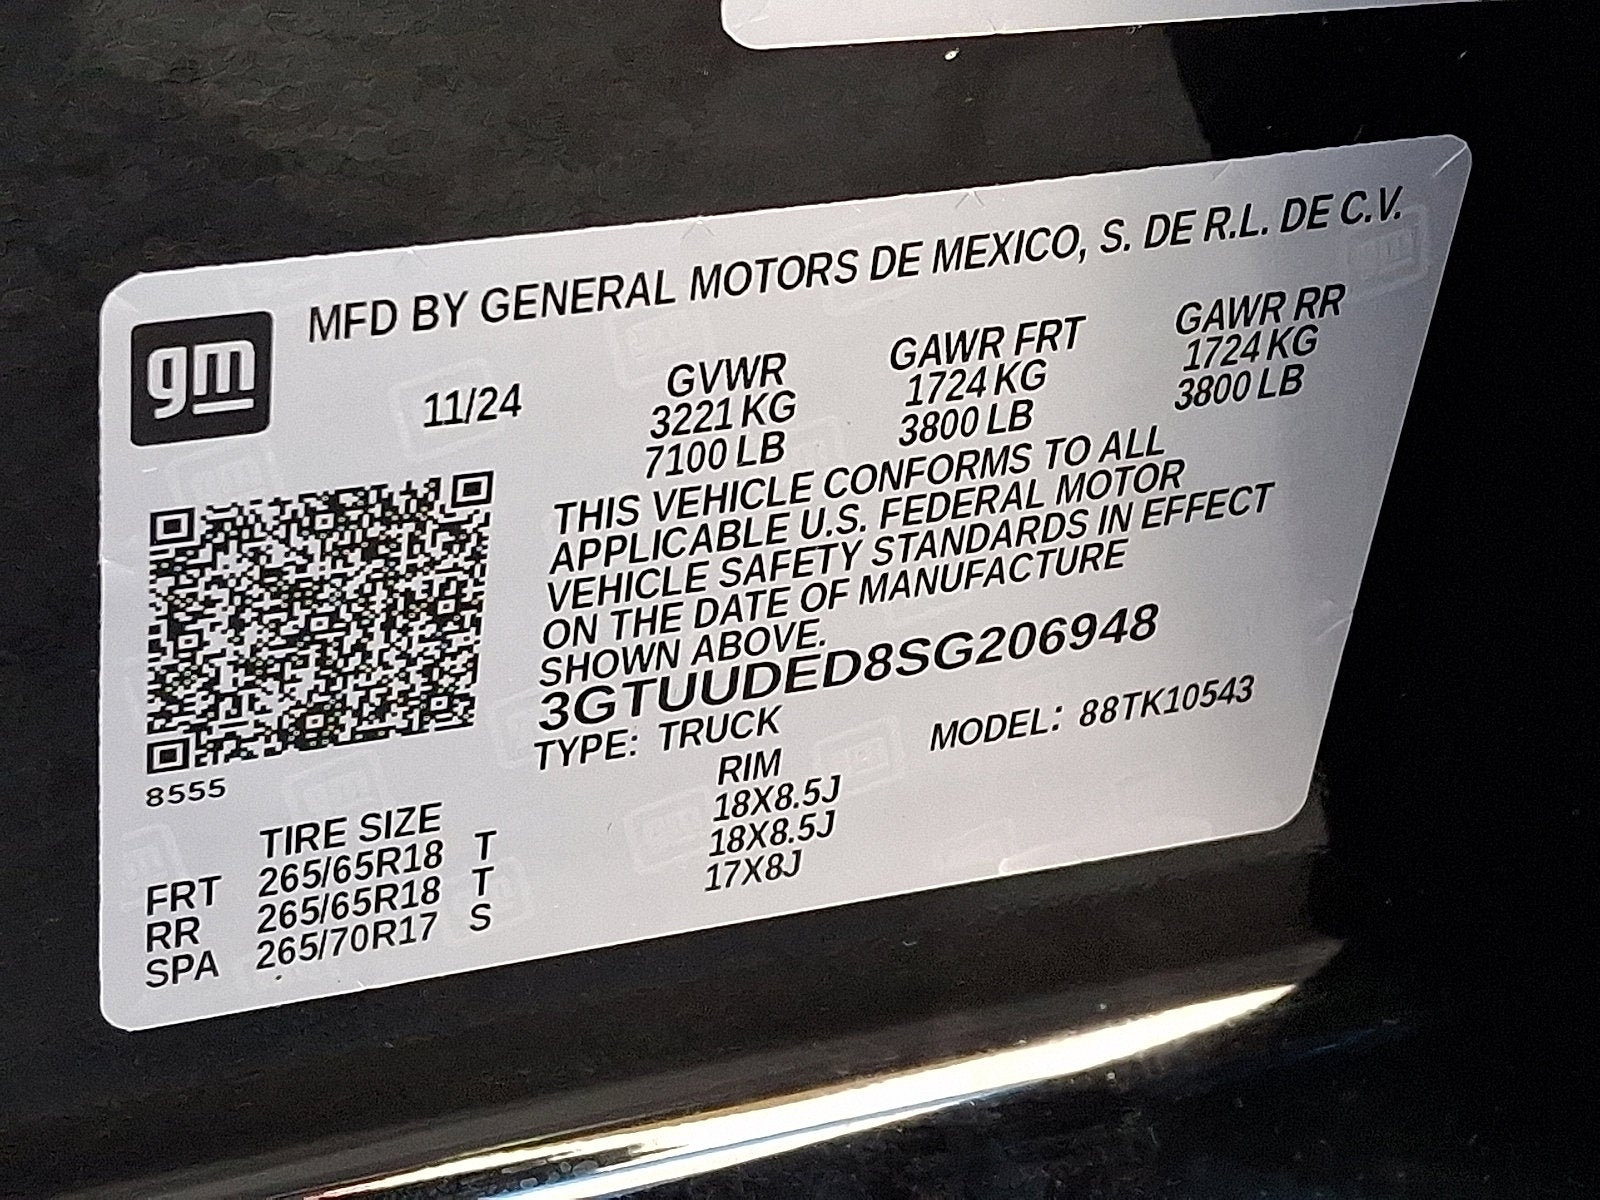 gm
MFD BY GENERAL MOTORS DE MEXICO, S. DE R.L. DE C.V.
11/24
GVWR GAWR FRT GAWR RR
3221 KG 1724 KG 1724 KG
7100 LB 3800 LB 3800 LB
THIS VEHICLE CONFORMS TO ALL
APPLICABLE U.S. FEDERAL MOTOR
VEHICLE SAFETY STANDARDS IN EFFECT
ON THE DATE OF MANUFACTURE
SHOWN ABOVE.
3GTUUDED8SG206948
TYPE: TRUCK MODEL: 88TK10543
8555
TIRE SIZE RIM
FRT 265/65R18 T 18X8.5J
RR 265/65R18 T 18X8.5J
SPA 265/70R17 S 17X8J